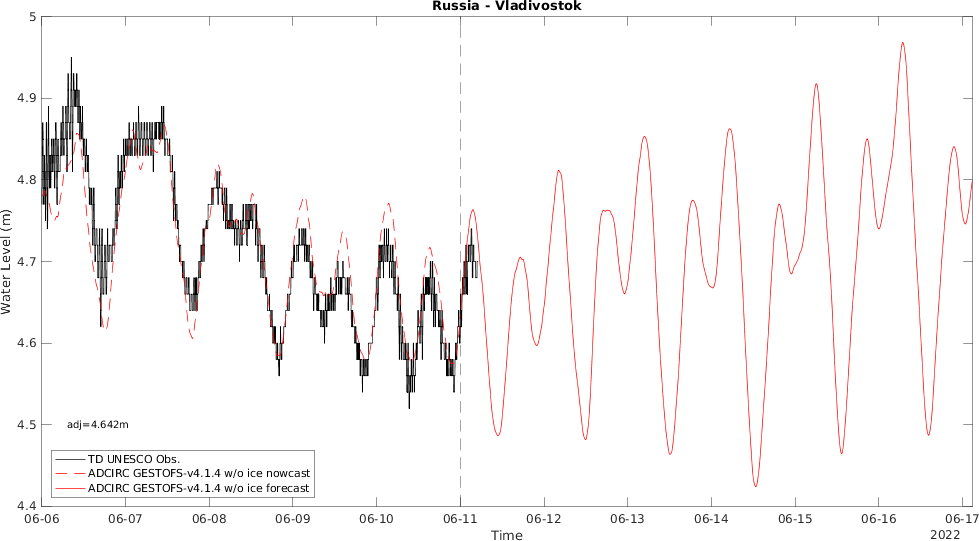 Russia - Vladivostok
5
4.9
4.8
4.7
4.6
4.5
4.4
Water Level (m)
adj=4.642m
TD UNESCO Obs.
ADCIRC GESTOFS-v4.1.4 w/o ice nowcast
ADCIRC GESTOFS-v4.1.4 w/o ice forecast
06-06 06-07 06-08 06-09 06-10 06-11 06-12 06-13 06-14 06-15 06-16 06-17
Time
2022